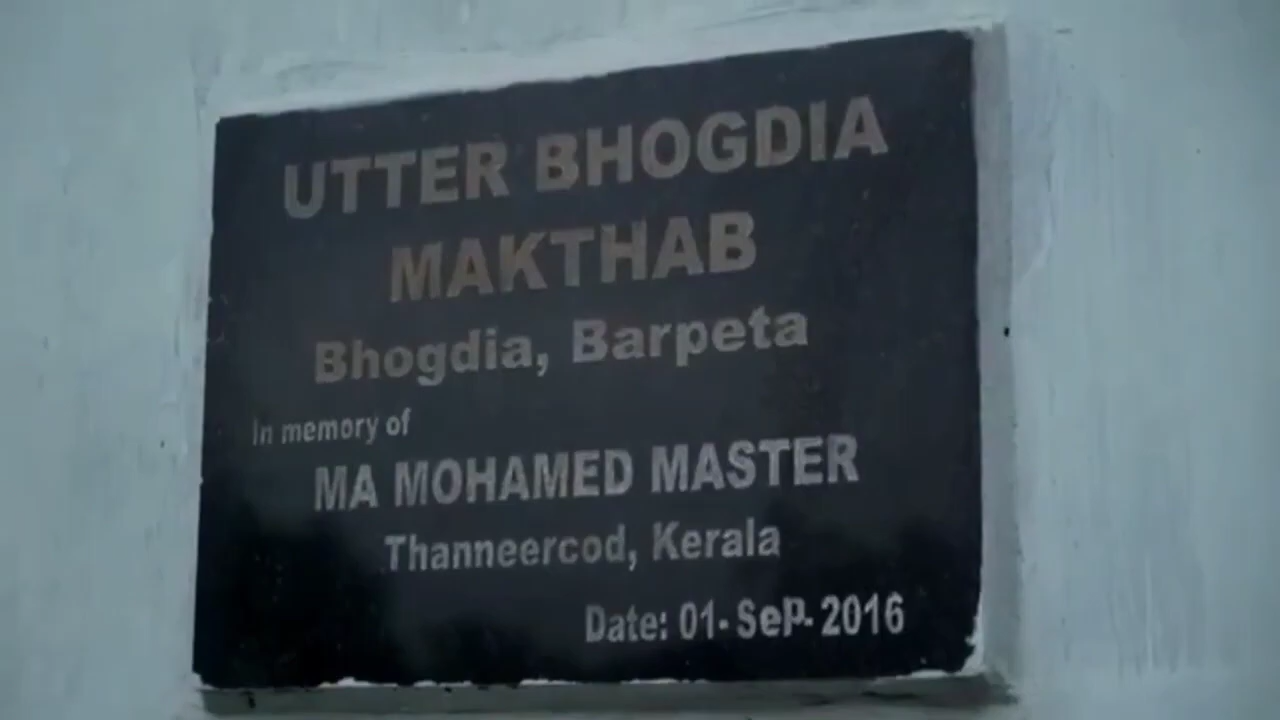 UTTER BHOGDIA
MAKTHAB
Bhogdia, Barpeta
In memory of
MA MOHAMED MASTER
Thanneercod, Kerala
Date: 01-Sep-2016